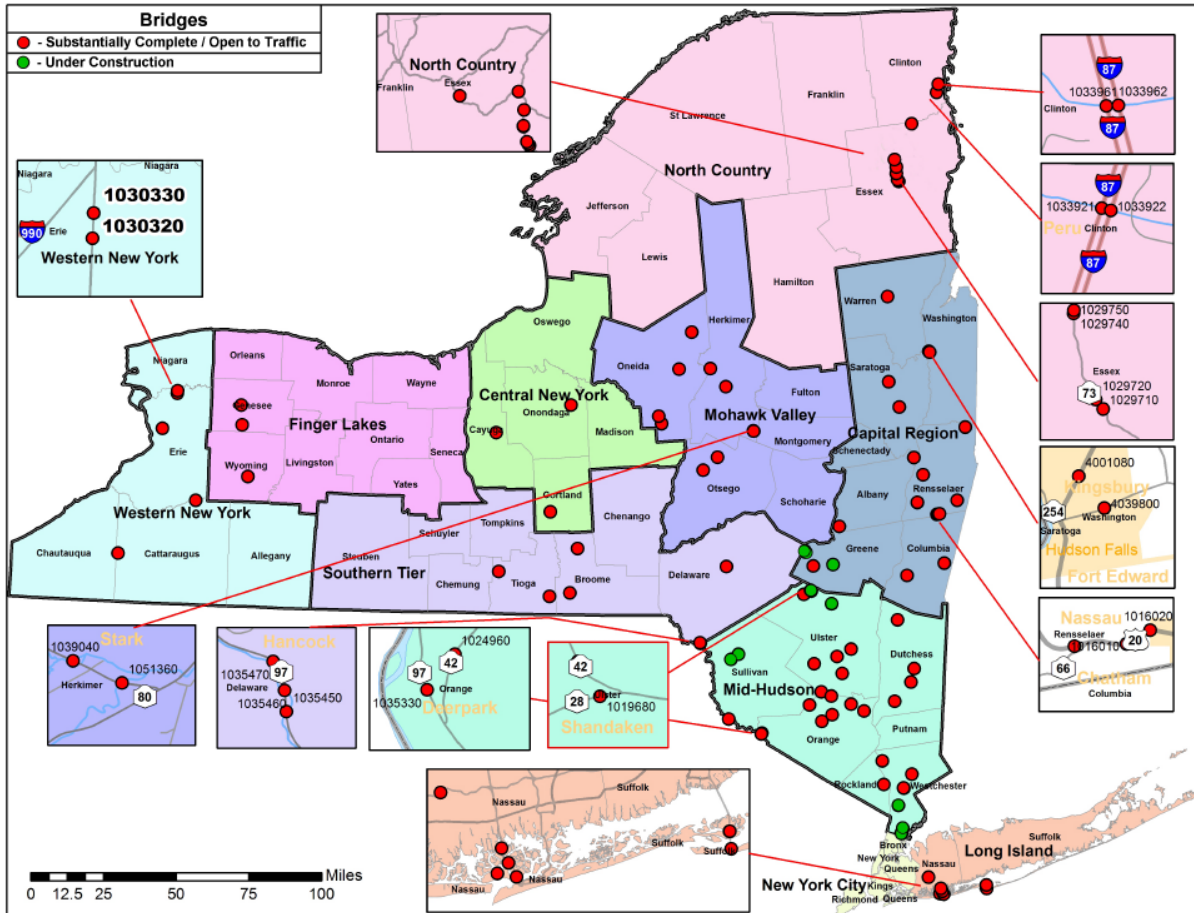 Bridges
- Substantially Complete / Open to Traffic
- Under Construction
North Country
Essex
Franklin
Clinton
Franklin
St Lawrence
North Country
Essex
Jefferson
Lewis
Hamilton
87
1033961
1033962
Clinton
87
87
1033921
1033922
Peru
Clinton
87
Niagara
Niagara
1030330
1030320
990
Erie
Western New York
Warren
Washington
Herkimer
Oswego
Oneida
Saratoga
Fulton
1029750
1029740
Essex
73
1029720
1029710
Niagara
Orleans
Monroe
Wayne
Genesee
Central New York
Onondaga
Mohawk Valley
Cayuga
Madison
Montgomery
Capital Region
Finger Lakes
Ontario
Seneca
Schenectady
Erie
Wyoming
Livingston
Yates
Otsego
Schoharie
Albany
Rensselaer
4001080
Kingsbury
4039800
254
Washington
Saratoga
Hudson Falls
Fort Edward
Western New York
Cortland
Chenango
Tompkins
Schuyler
Steuben
Chautauqua
Cattaraugus
Allegany
Southern Tier
Chemung
Tioga
Broome
Delaware
Greene
Columbia
Nassau
1016020
Rensselaer
20
1016010
66
Chatham
Columbia
Stark
1039040
1051360
Herkimer
80
Hancock
1035470
97
Delaware
1035450
1035460
1024960
97
42
Orange
1035330
Deerpark
42
Ulster
28
1019680
Shandaken
Ulster
Dutchess
Sullivan
Mid-Hudson
Orange
Putnam
Rockland
Westchester
Suffolk
Nassau
Suffolk
Suffolk
Nassau
Nassau
Bronx
New York
Queens
Nassau
Suffolk
Long Island
New York City
Kings
Richmond
Queens
Miles
0
12.5
25
50
75
100